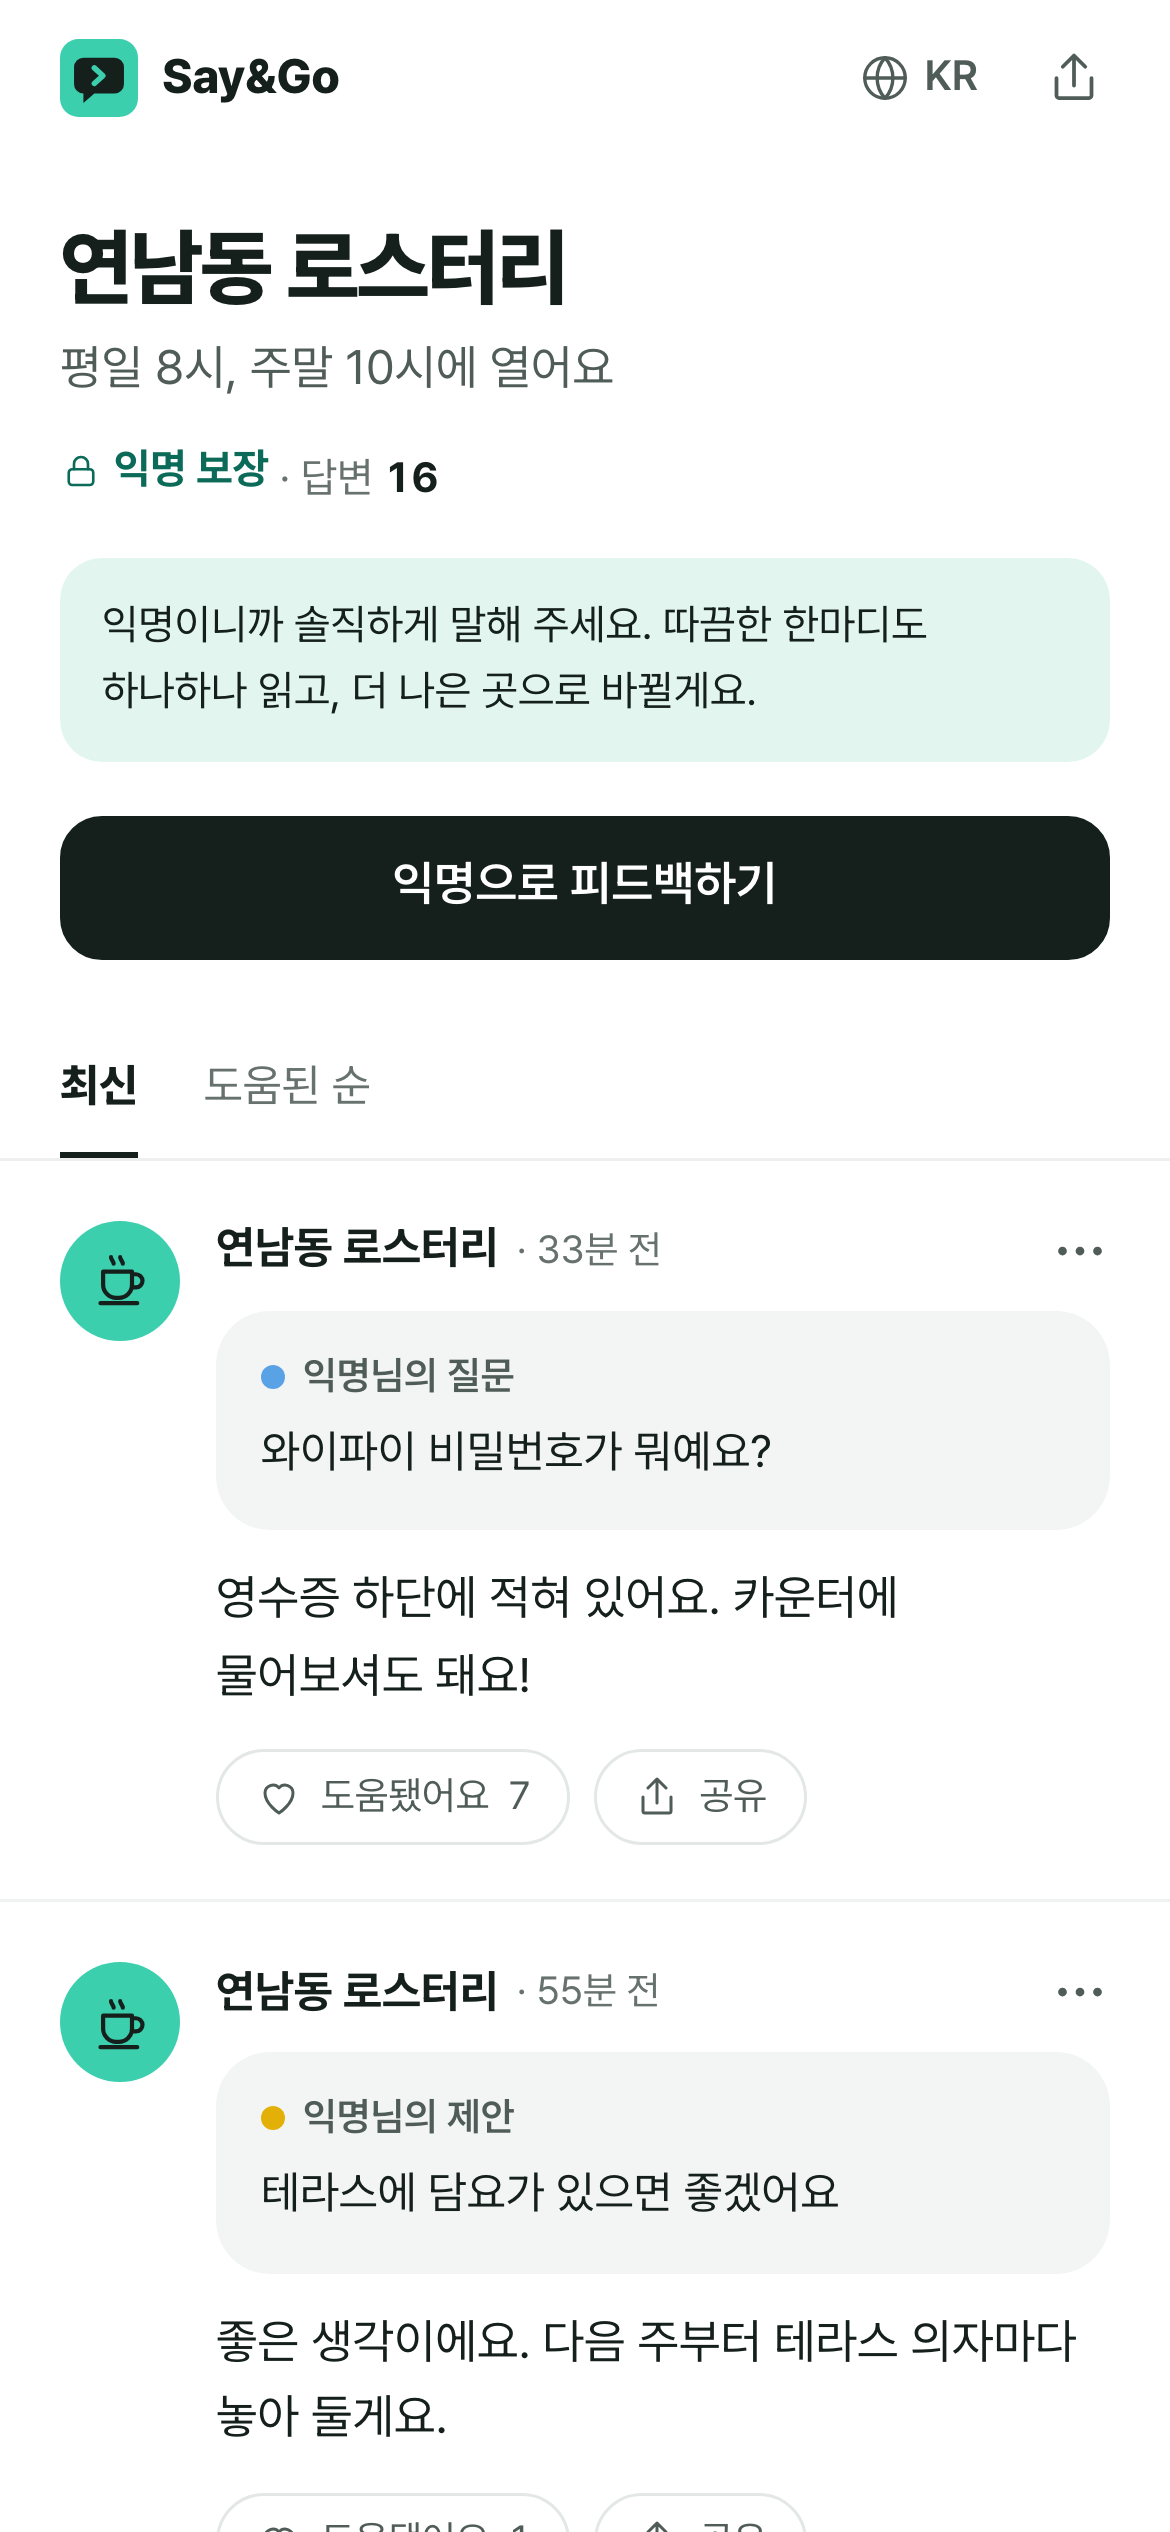 Say&Go
KR
연남동 로스터리
평일 8시, 주말 10시에 열어요
익명 보장 · 답변 16
익명이니까 솔직하게 말해 주세요. 따끔한 한마디도
하나하나 읽고, 더 나은 곳으로 바뀔게요.
익명으로 피드백하기
최신 도움된 순
연남동 로스터리 · 33분 전
익명님의 질문
와이파이 비밀번호가 뭐예요?
영수증 하단에 적혀 있어요. 카운터에
물어보셔도 돼요!
도움됐어요 7 공유
연남동 로스터리 · 55분 전
익명님의 제안
테라스에 담요가 있으면 좋겠어요
좋은 생각이에요. 다음 주부터 테라스 의자마다
놓아 둘게요.
도움됐어요 1 공유